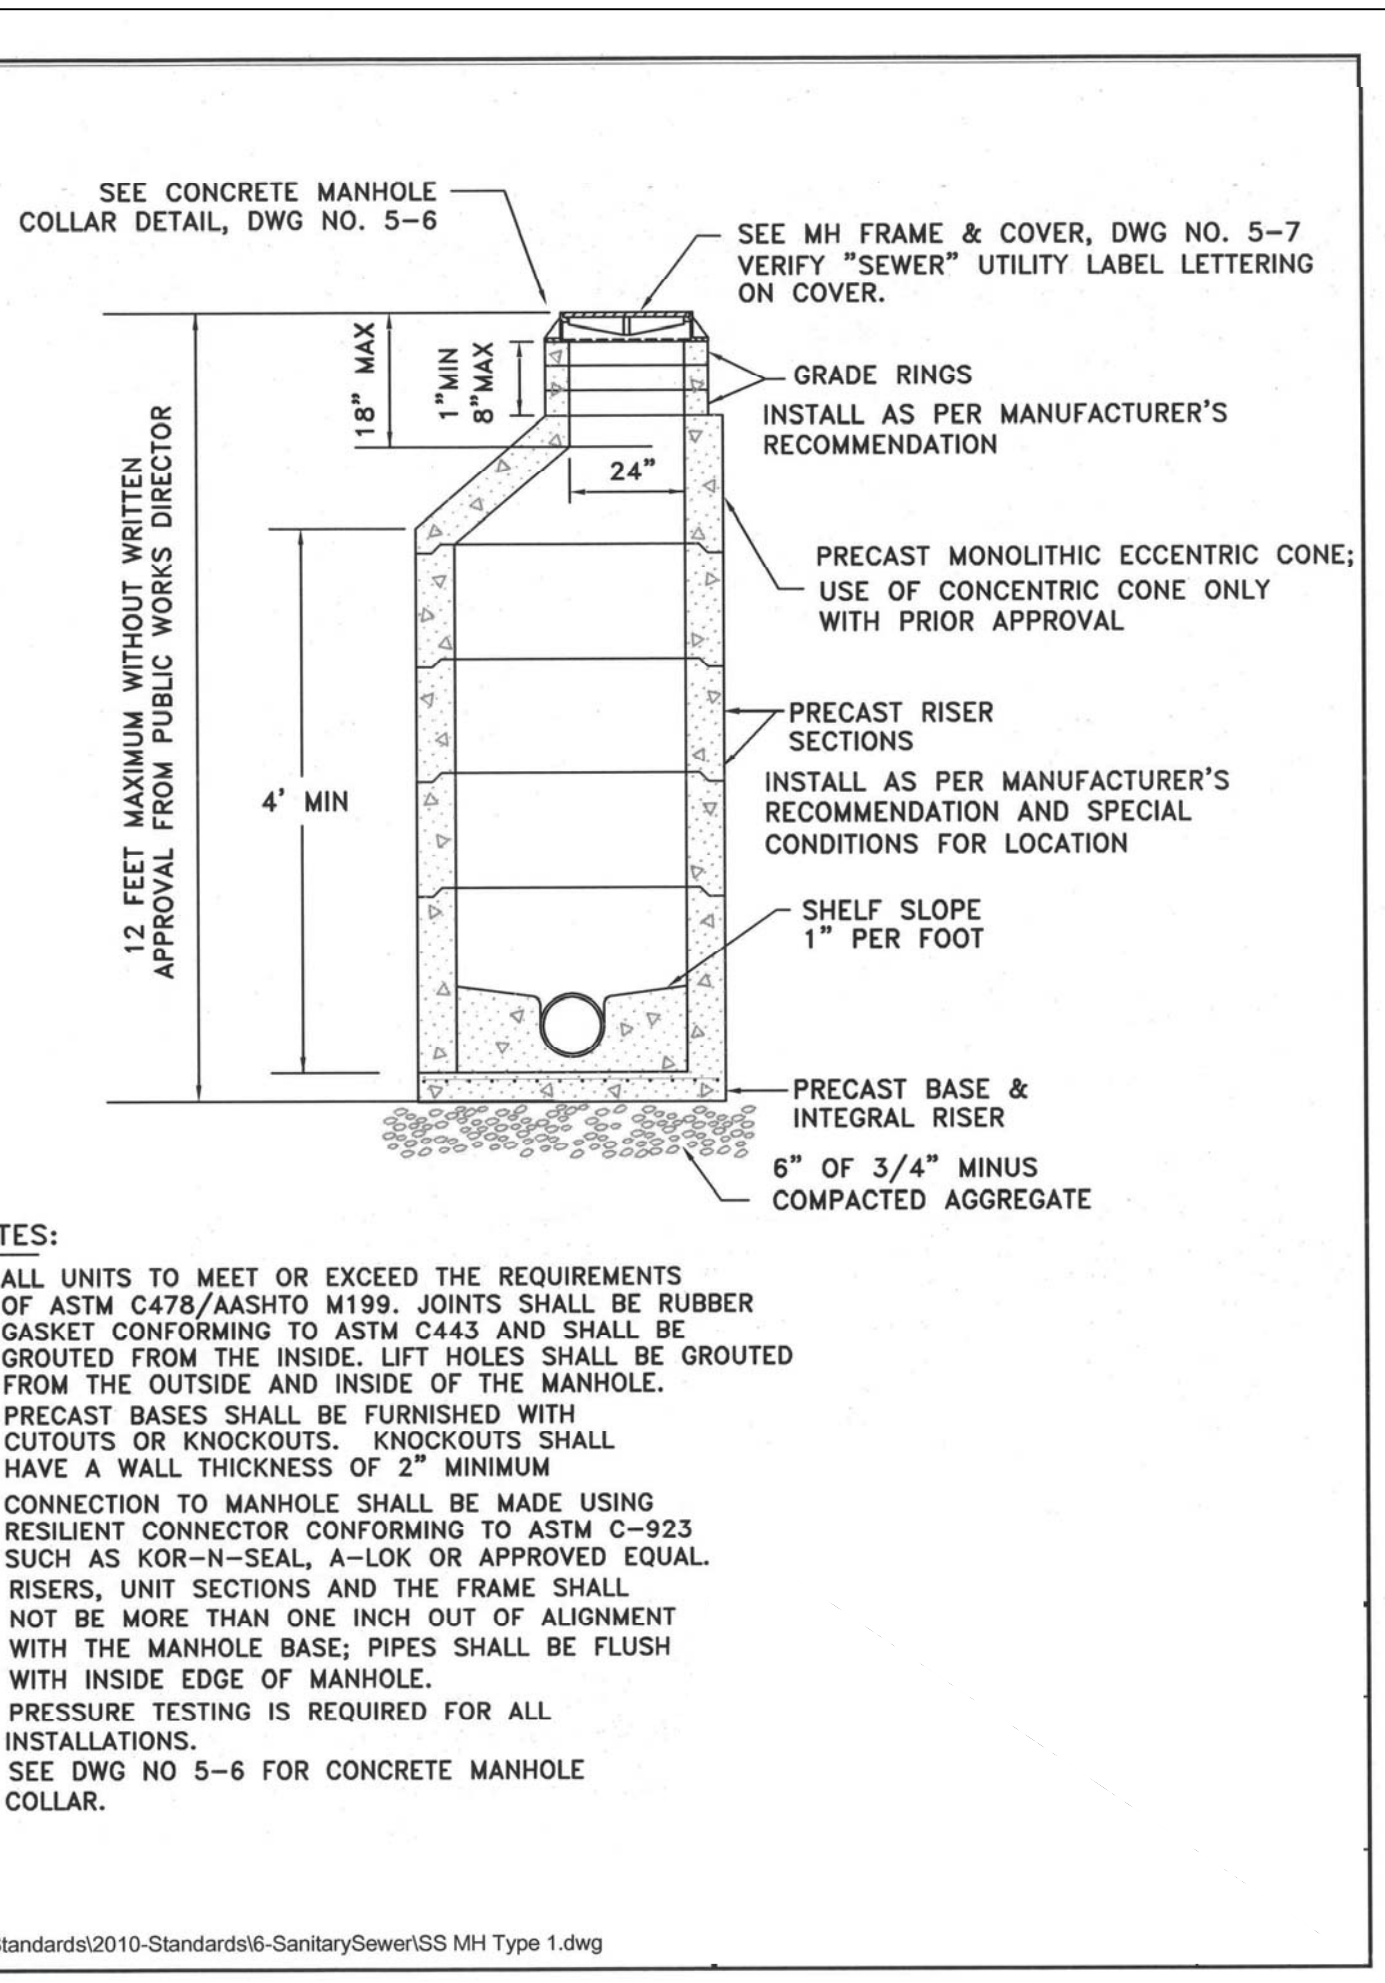 SEE CONCRETE MANHOLE
COLLAR DETAIL, DWG NO. 5-6
SEE MH FRAME & COVER, DWG NO. 5-7
VERIFY "SEWER" UTILITY LABEL LETTERING
ON COVER.
18" MAX
1"MIN
8"MAX
GRADE RINGS
INSTALL AS PER MANUFACTURER'S
RECOMMENDATION
24"
12 FEET MAXIMUM WITHOUT WRITTEN
APPROVAL FROM PUBLIC WORKS DIRECTOR
PRECAST MONOLITHIC ECCENTRIC CONE;
USE OF CONCENTRIC CONE ONLY
WITH PRIOR APPROVAL
PRECAST RISER
SECTIONS
INSTALL AS PER MANUFACTURER'S
RECOMMENDATION AND SPECIAL
CONDITIONS FOR LOCATION
4' MIN
SHELF SLOPE
1" PER FOOT
PRECAST BASE &
INTEGRAL RISER
6" OF 3/4" MINUS
COMPACTED AGGREGATE
TES:
ALL UNITS TO MEET OR EXCEED THE REQUIREMENTS
OF ASTM C478/AASHTO M199. JOINTS SHALL BE RUBBER
GASKET CONFORMING TO ASTM C443 AND SHALL BE
GROUTED FROM THE INSIDE. LIFT HOLES SHALL BE GROUTED
FROM THE OUTSIDE AND INSIDE OF THE MANHOLE.
PRECAST BASES SHALL BE FURNISHED WITH
CUTOUTS OR KNOCKOUTS. KNOCKOUTS SHALL
HAVE A WALL THICKNESS OF 2" MINIMUM
CONNECTION TO MANHOLE SHALL BE MADE USING
RESILIENT CONNECTOR CONFORMING TO ASTM C-923
SUCH AS KOR-N-SEAL, A-LOK OR APPROVED EQUAL.
RISERS, UNIT SECTIONS AND THE FRAME SHALL
NOT BE MORE THAN ONE INCH OUT OF ALIGNMENT
WITH THE MANHOLE BASE; PIPES SHALL BE FLUSH
WITH INSIDE EDGE OF MANHOLE.
PRESSURE TESTING IS REQUIRED FOR ALL
INSTALLATIONS.
SEE DWG NO 5-6 FOR CONCRETE MANHOLE
COLLAR.
Standards\2010-Standards\6-SanitarySewer\SS MH Type 1.dwg